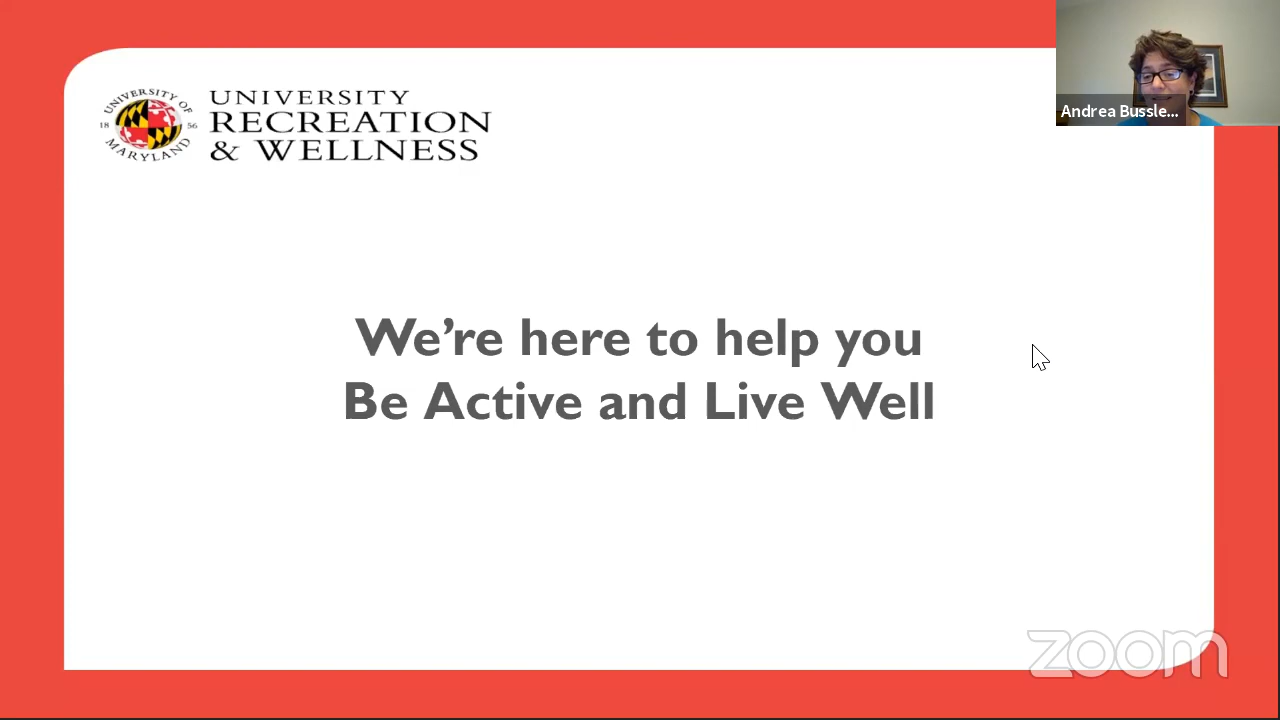 UNIVERSITY OF
18 56
MARYLAND
UNIVERSITY
RECREATION
& WELLNESS
Andrea Bussle...
We're here to help you
Be Active and Live Well
zoom